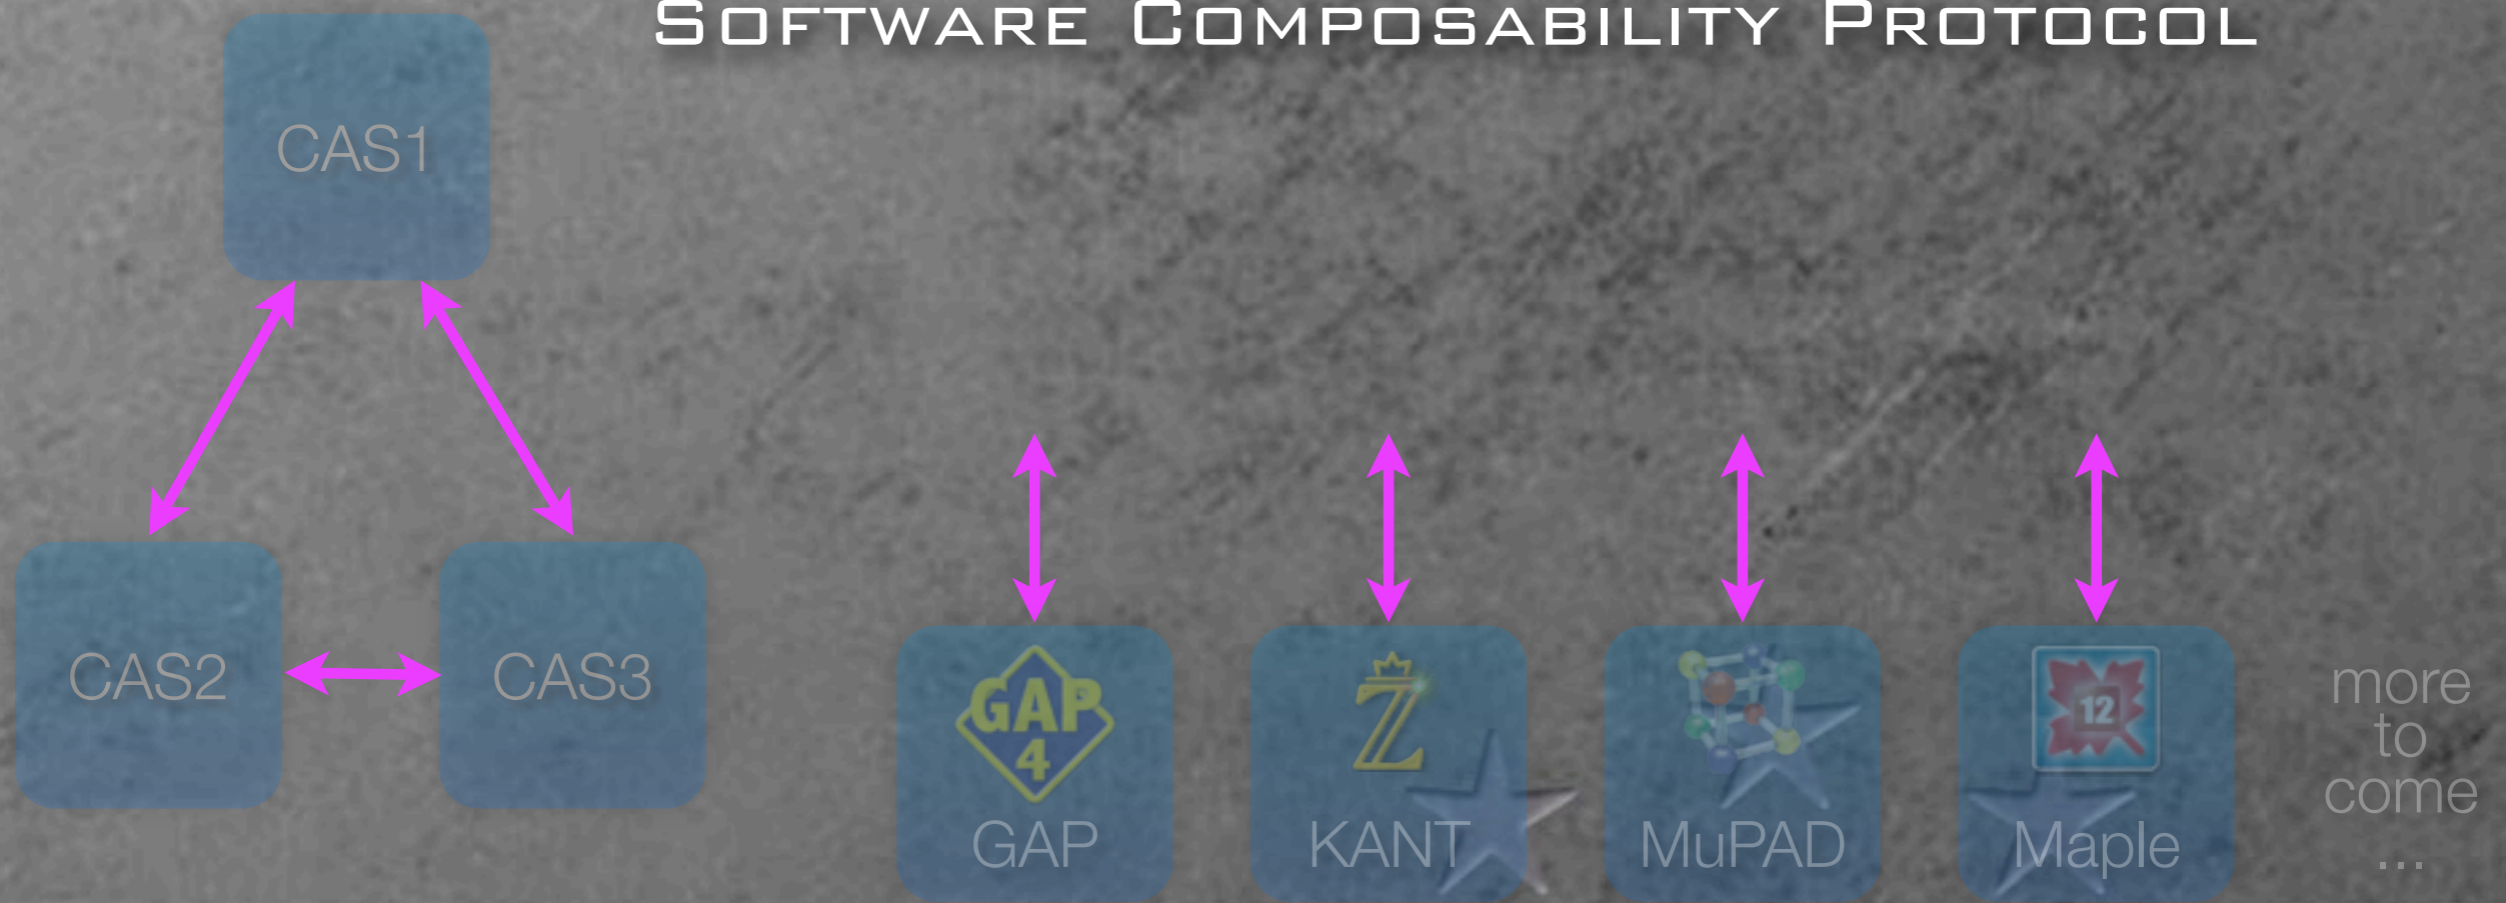 Software Composability Protocol
CAS1
CAS2
CAS3
GAP
4
GAP
Z
KANT
MuPAD
12
Maple
more
to
come
...